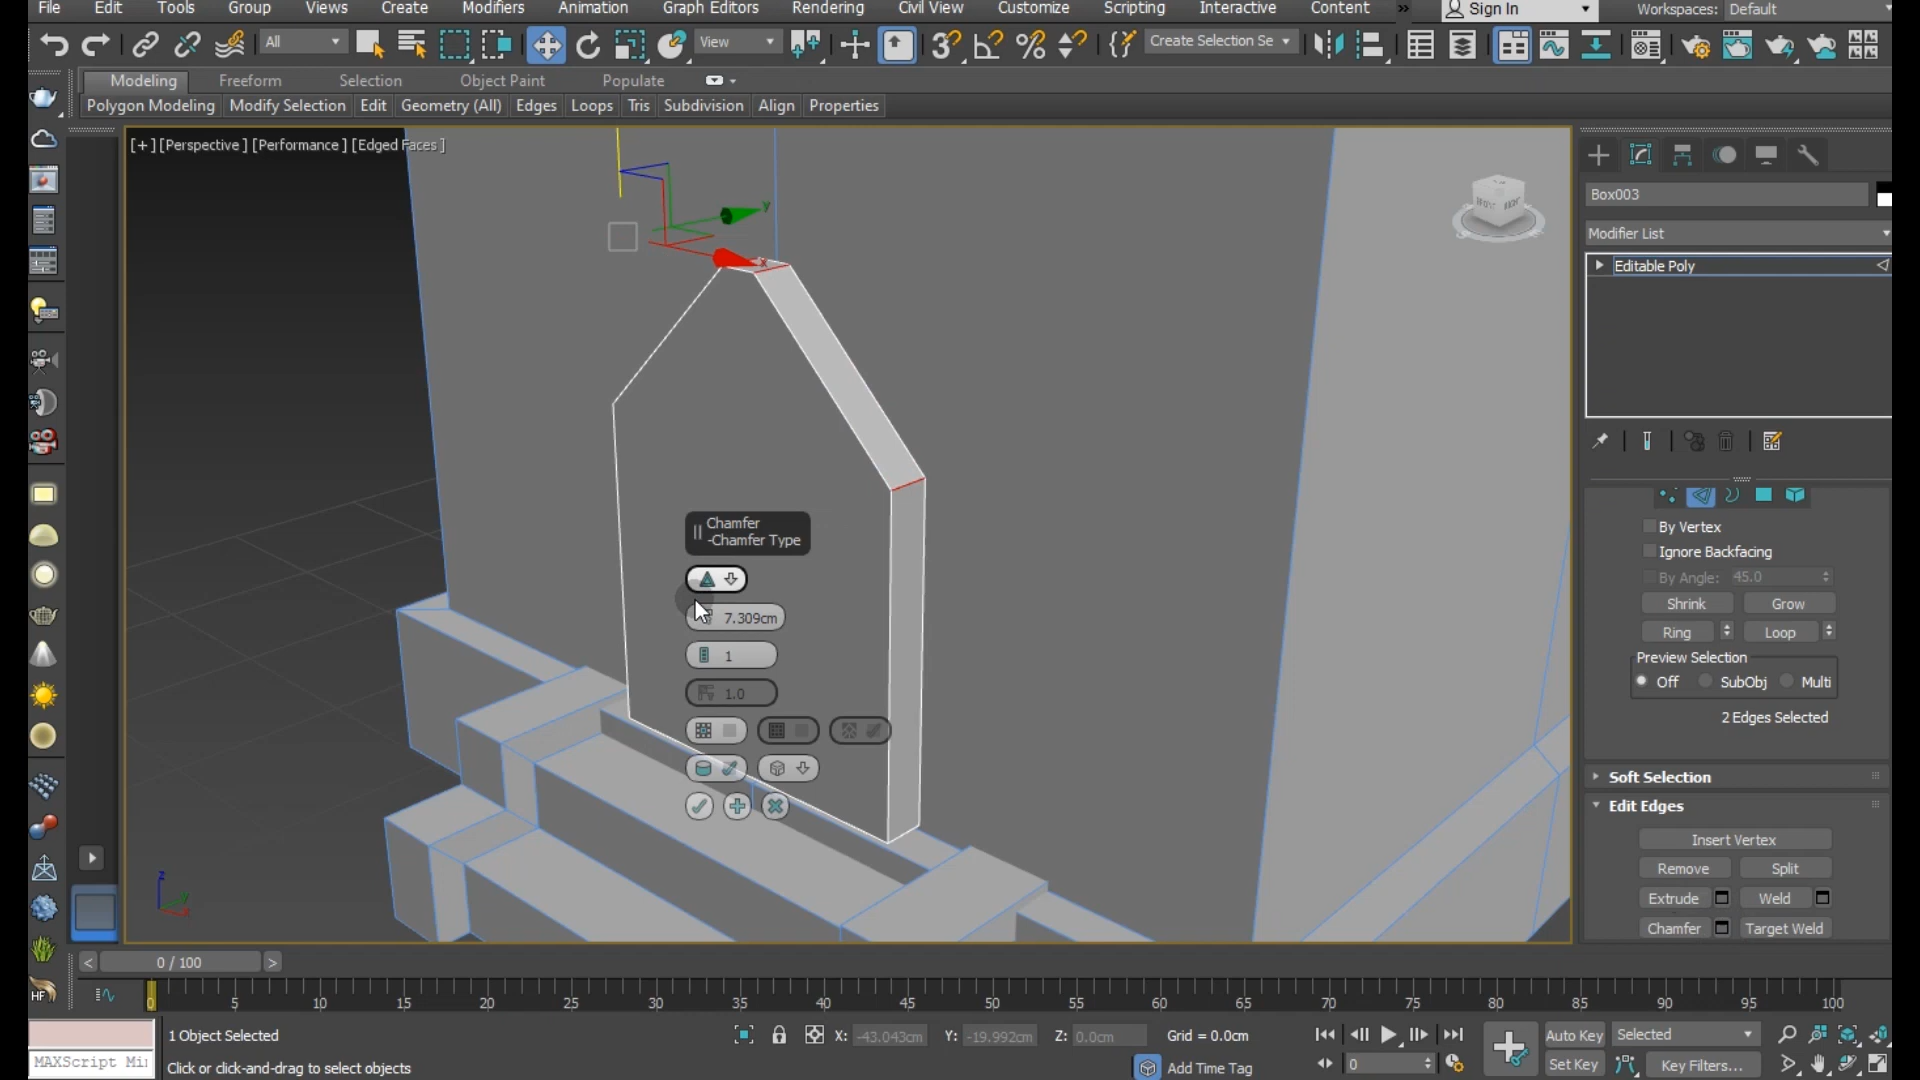 File Edit Tools Group Views Create Modifiers Animation Graph Editors Rendering Civil View Customize Scripting Interactive Content » Sign In Workspaces: Default
All View Create Selection Se
Modeling Freeform Selection Object Paint Populate
Polygon Modeling Modify Selection Edit Geometry (All) Edges Loops Tris Subdivision Align Properties
[+] [Perspective] [Performance] [Edged Faces]
y
x
FRONT RIGHT
Box003
Modifier List
Editable Poly
Chamfer
-Chamfer Type
7.309cm
1
1.0
By Vertex
Ignore Backfacing
By Angle: 45.0
Shrink Grow
Ring Loop
Preview Selection
Off SubObj Multi
2 Edges Selected
Soft Selection
Edit Edges
Insert Vertex
Remove Split
Extrude Weld
Chamfer Target Weld
z
y
x
HF
< 0 / 100 >
0 5 10 15 20 25 30 35 40 45 50 55 60 65 70 75 80 85 90 95 100
1 Object Selected X: -43.043cm Y: -19.992cm Z: 0.0cm Grid = 0.0cm Auto Key Selected
MAXScript Mi Click or click-and-drag to select objects Add Time Tag 0 Set Key Key Filters...